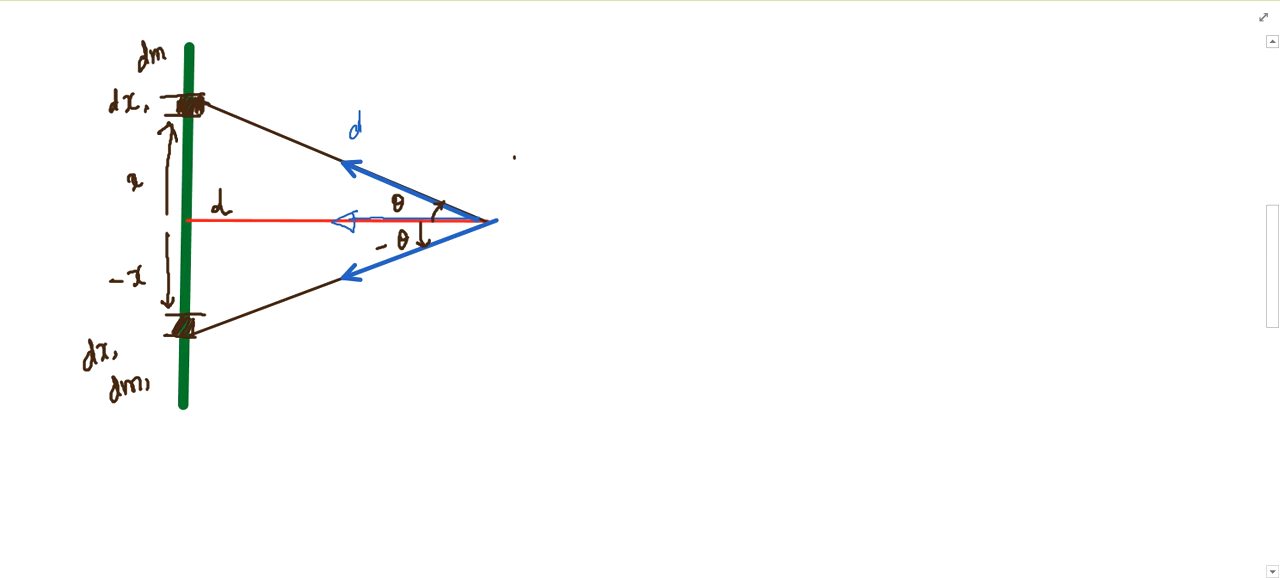 dm
dx,
d
x
d
θ
-θ
-x
dx,
dm,